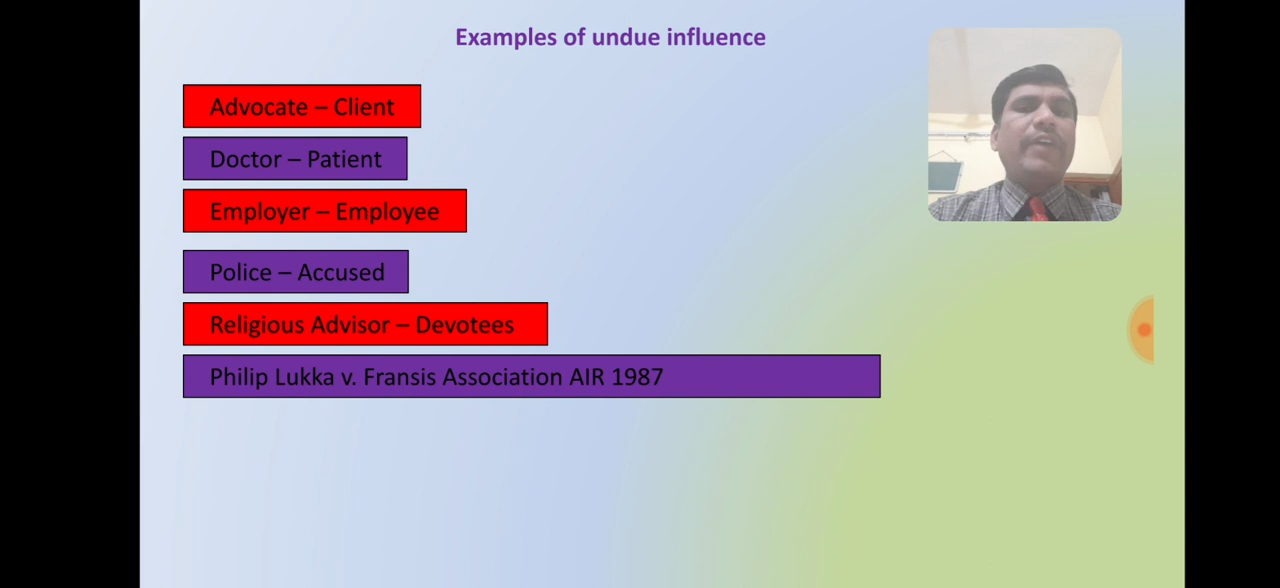 Examples of undue influence
Advocate – Client
Doctor – Patient
Employer – Employee
Police – Accused
Religious Advisor – Devotees
Philip Lukka v. Fransis Association AIR 1987